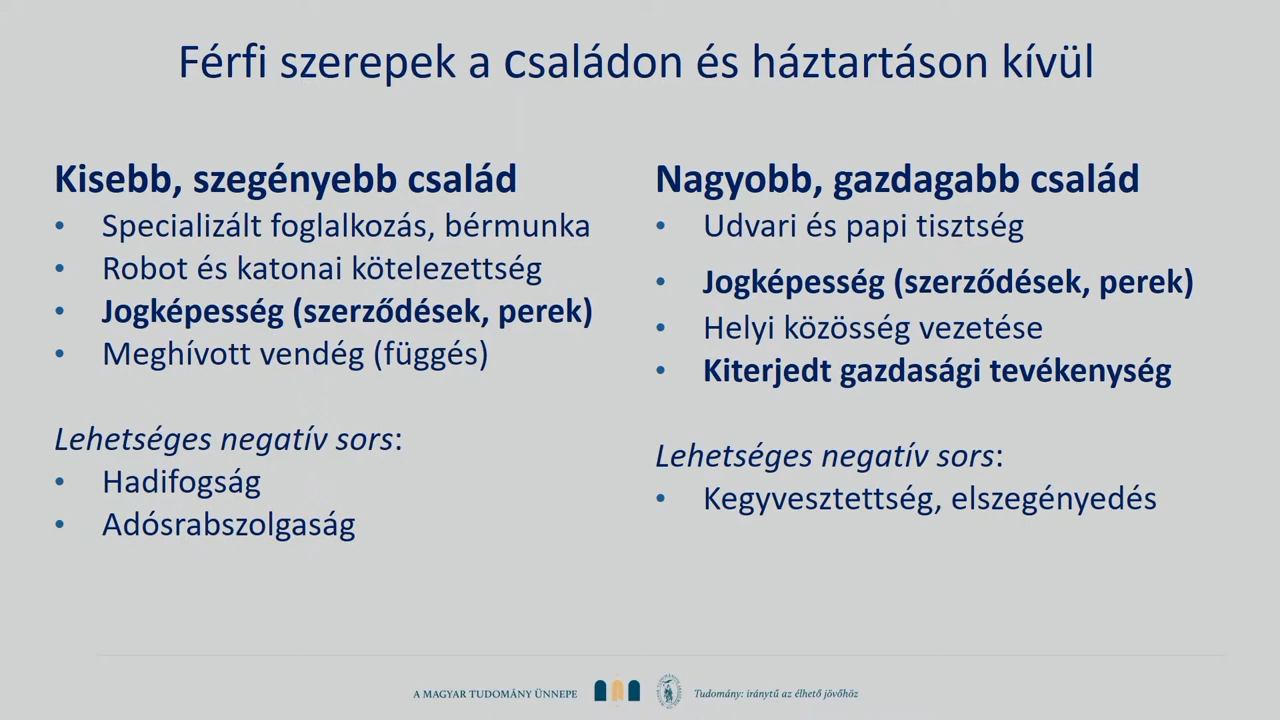 Férfi szerepek a családon és háztartáson kívül
Kisebb, szegényebb család
• Specializált foglalkozás, bérmunka
• Robot és katonai kötelezettség
• Jogképesség (szerződések, perek)
• Meghívott vendég (függés)
Lehetséges negatív sors:
• Hadifogság
• Adósrabszolgaság
Nagyobb, gazdagabb család
• Udvari és papi tisztség
• Jogképesség (szerződések, perek)
• Helyi közösség vezetése
• Kiterjedt gazdasági tevékenység
Lehetséges negatív sors:
• Kegyvesztettség, elszegényedés
A MAGYAR TUDOMÁNY ÜNNEPE
Tudomány: iránytű az élhető jövőhöz